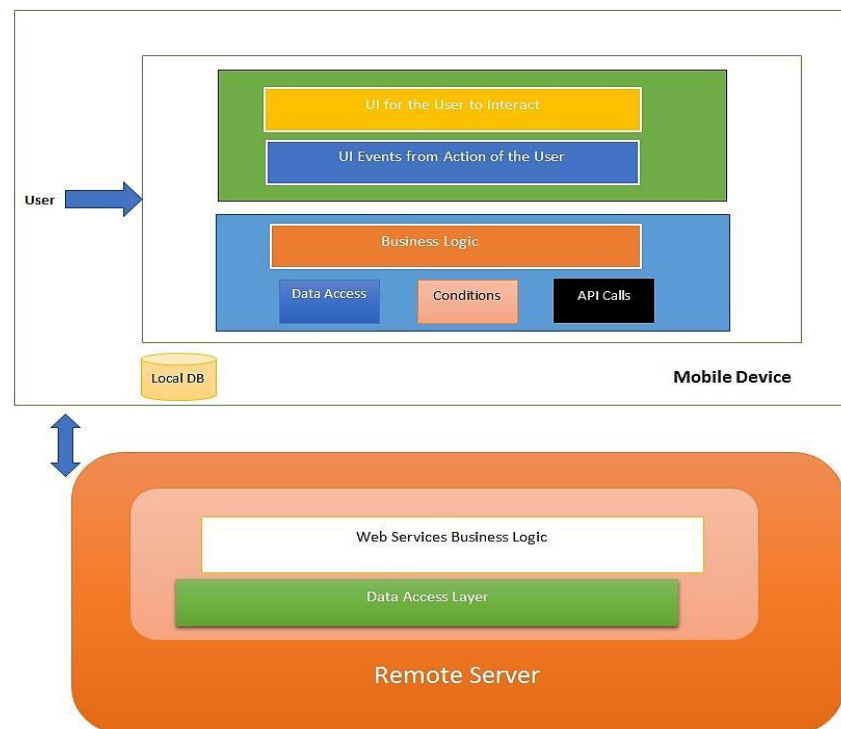 UI for the User to Interact
UI Events from Action of the User
User
Business Logic
Data Access
Conditions
API Calls
Local DB
Mobile Device
Web Services Business Logic
Data Access Layer
Remote Server